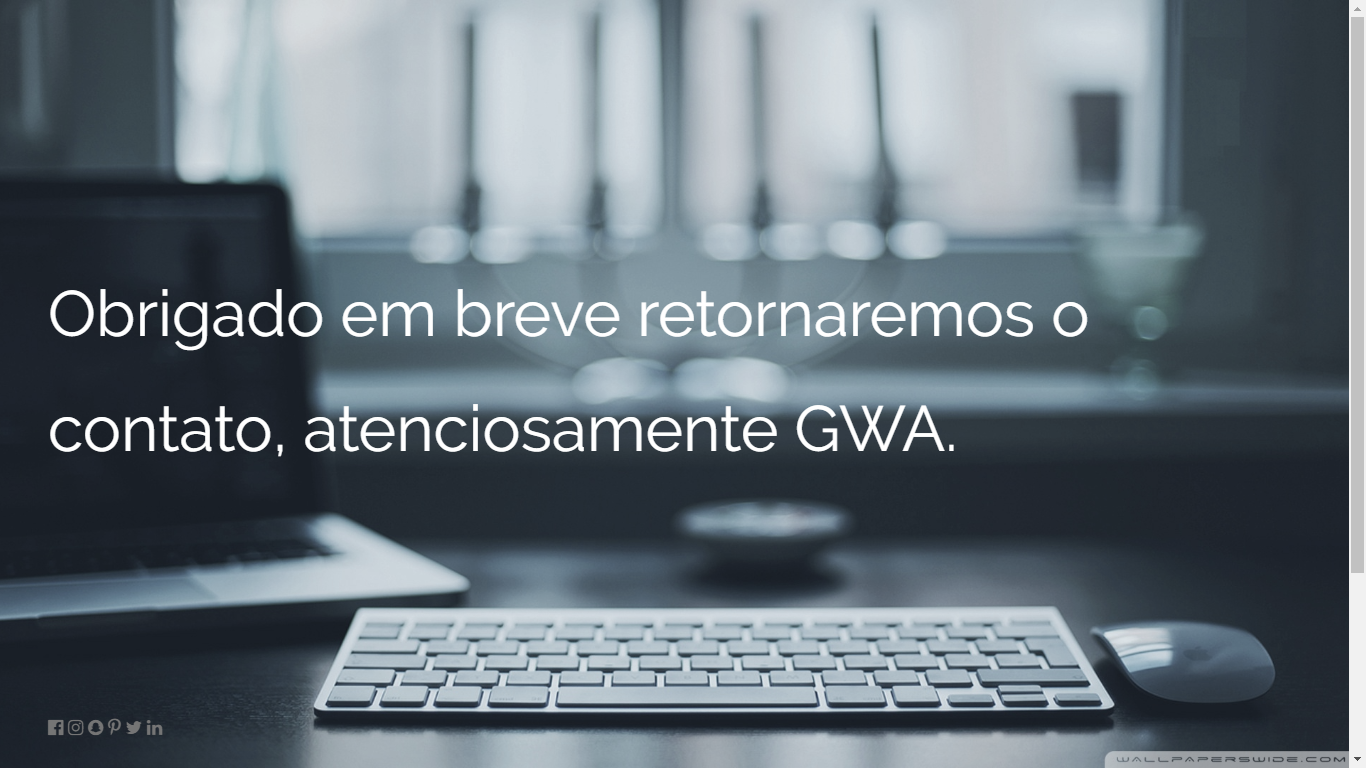 Obrigado em breve retornaremos o
contato, atenciosamente GWA.
WALLPAPERSWIDE.COM